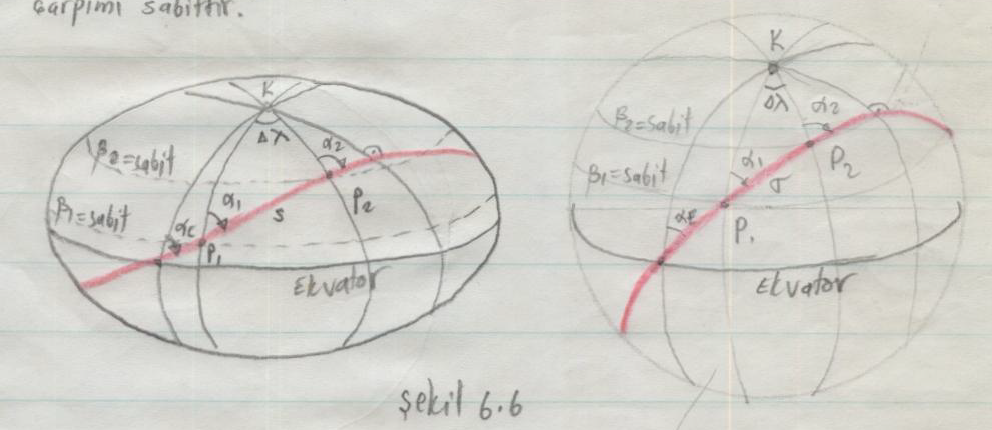 çarpımı sabittir.
K
Δλ
α2
β2=sabit
β1=sabit
α1
αE
S
P1
P2
Ekvator
K
Δλ
α2
β2=sabit
β1=sabit
α1
σ
αE
P1
P2
Ekvator
Şekil 6.6